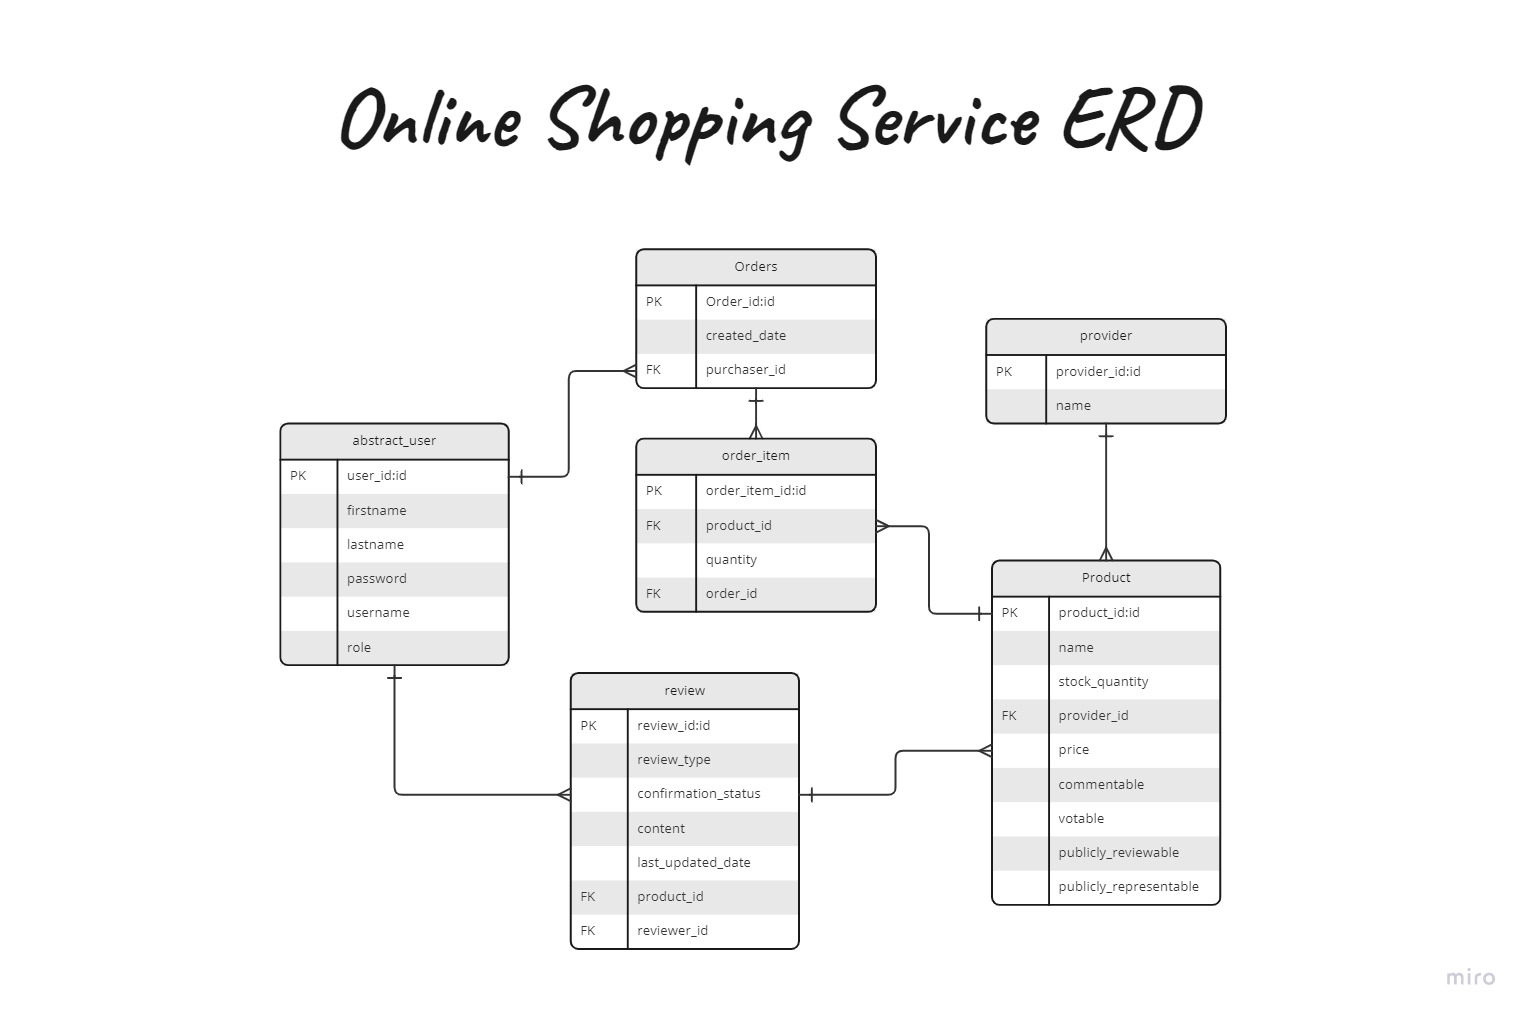 Online Shopping Service ERD
Orders
PK Order_id:id
created_date
FK purchaser_id
provider
PK provider_id:id
name
abstract_user
PK user_id:id
firstname
lastname
password
username
role
order_item
PK order_item_id:id
FK product_id
quantity
FK order_id
Product
PK product_id:id
name
stock_quantity
FK provider_id
price
commentable
votable
publicly_reviewable
publicly_representable
review
PK review_id:id
review_type
confirmation_status
content
last_updated_date
FK product_id
FK reviewer_id
miro